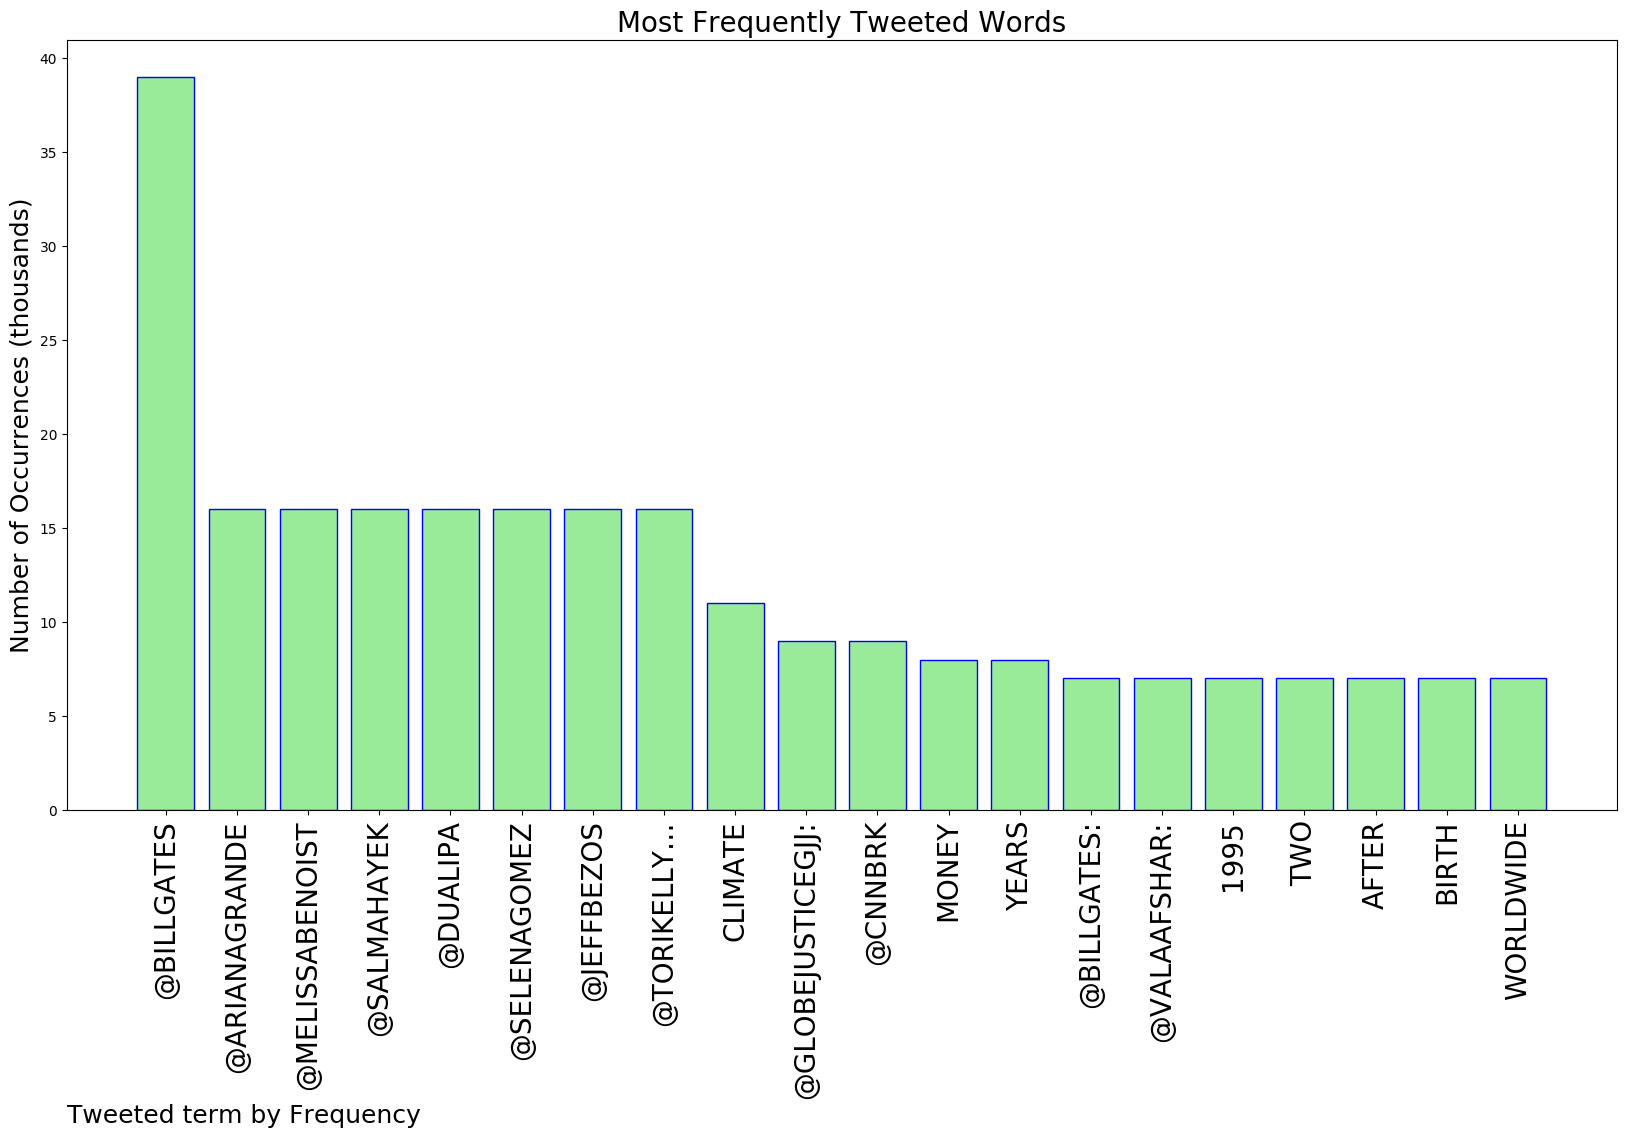 Most Frequently Tweeted Words
Number of Occurrences (thousands)
40
35
30
25
20
15
10
5
0
@BILLGATES
@ARIANAGRANDE
@MELISSABENOIST
@SALMAHAYEK
@DUALIPA
@SELENAGOMEZ
@JEFFBEZOS
@TORIKELLY…
CLIMATE
@GLOBEJUSTICEGJJ:
@CNNBRK
MONEY
YEARS
@BILLGATES:
@VALAAFSHAR:
1995
TWO
AFTER
BIRTH
WORLDWIDE
Tweeted term by Frequency